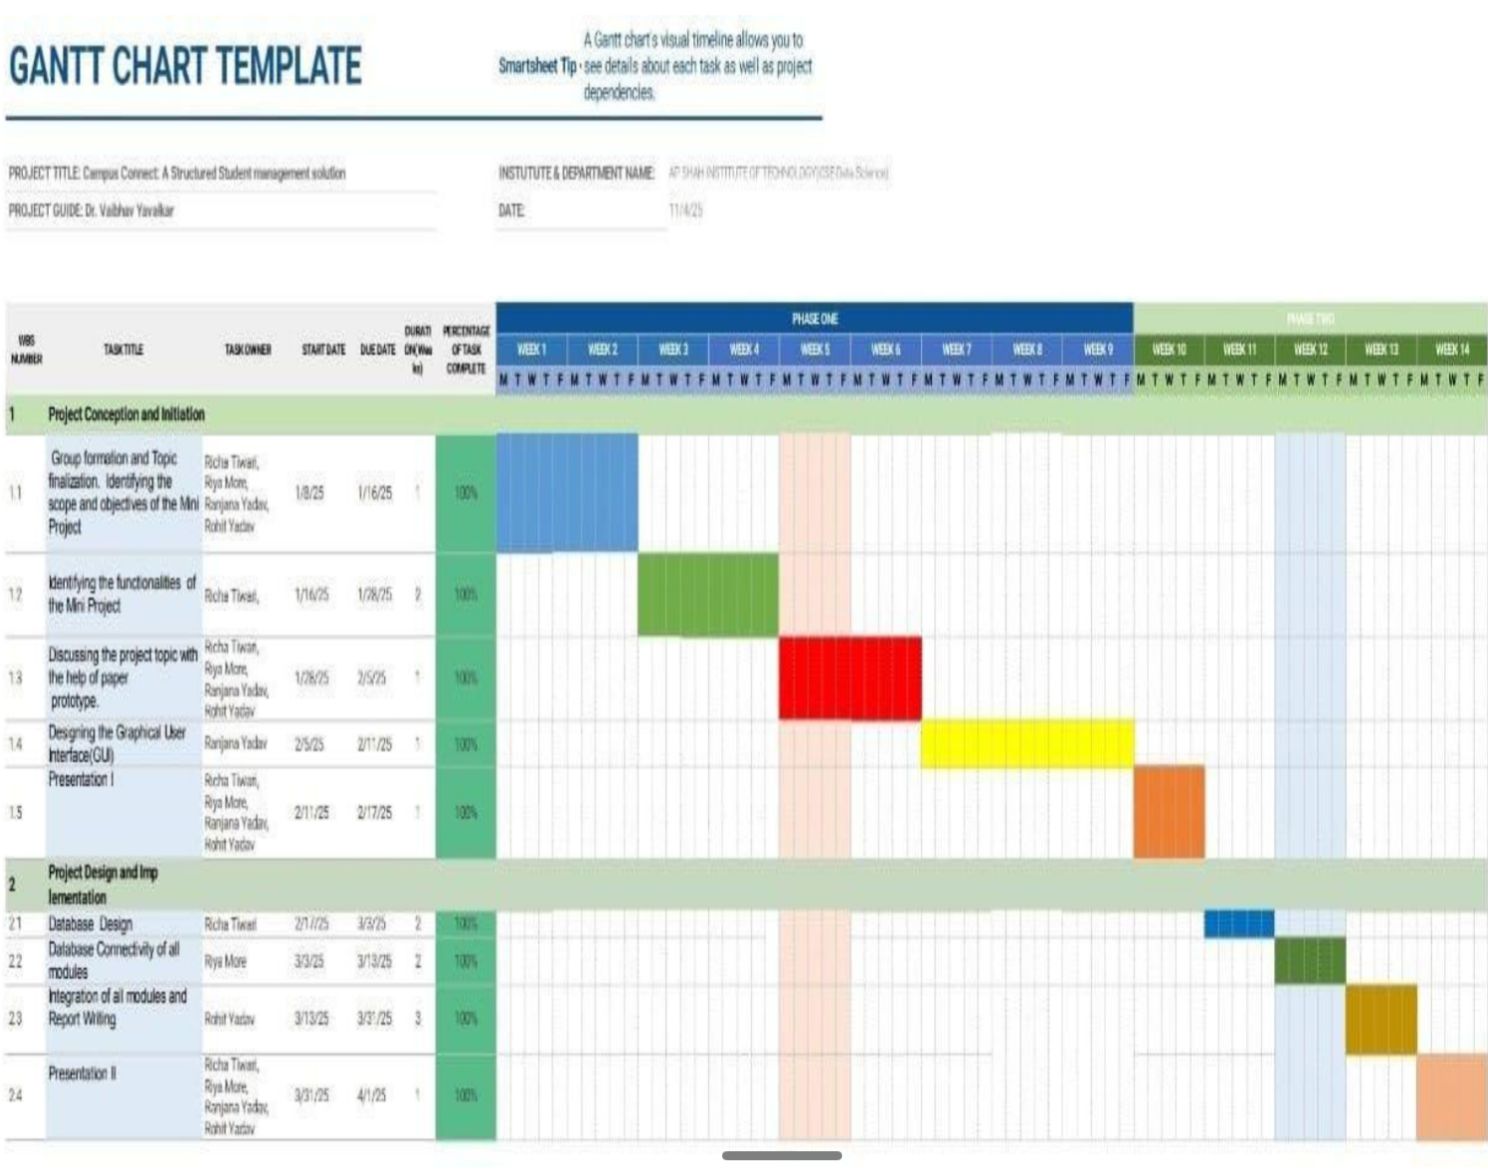 GANTT CHART TEMPLATE
A Gantt chart's visual timeline allows you to
Smartsheet Tip · see details about each task as well as project
dependencies.
PROJECT TITLE: Campus Connect: A Structured Student management solution
INSTUTUTE & DEPARTMENT NAME: AP SHAH INSTITUTE OF TECHNOLOGY(CSE Data Science)
PROJECT GUIDE: Dr. Vaibhav Yavalkar
DATE: 11/4/25
PHASE ONE PHASE TWO
WBS
NUMBER
TASK TITLE
TASK OWNER
START DATE
DUE DATE
DURATI
ON(Wee
ks)
PERCENTAGE
OF TASK
COMPLETE
WEEK 1 WEEK 2 WEEK 3 WEEK 4 WEEK 5 WEEK 6 WEEK 7 WEEK 8 WEEK 9 WEEK 10 WEEK 11 WEEK 12 WEEK 13 WEEK 14
M T W T F M T W T F M T W T F M T W T F M T W T F M T W T F M T W T F M T W T F M T W T F M T W T F M T W T F M T W T F M T W T F M T W T F
1 Project Conception and Initiation
1.1
Group formation and Topic
finalization. Identifying the
scope and objectives of the Mini
Project
Richa Tiwari,
Riya More,
Ranjana Yadav,
Rohit Yadav
1/8/25 1/16/25 1 100%
1.2
Identifying the functionalities of
the Mini Project
Richa Tiwari,
1/16/25 1/28/25 2 100%
1.3
Discussing the project topic with
the help of paper
prototype.
Richa Tiwari,
Riya More,
Ranjana Yadav,
Rohit Yadav
1/28/25 2/5/25 1 100%
1.4
Designing the Graphical User
Interface(GUI)
Ranjana Yadav
2/5/25 2/11/25 1 100%
1.5
Presentation I
Richa Tiwari,
Riya More,
Ranjana Yadav,
Rohit Yadav
2/11/25 2/17/25 1 100%
2
Project Design and Imp
lementation
2.1 Database Design Richa Tiwari 2/17/25 3/3/25 2 100%
2.2
Database Connectivity of all
modules
Riya More
3/3/25 3/13/25 2 100%
2.3
Integration of all modules and
Report Writing
Rohit Yadav
3/13/25 3/31/25 3 100%
2.4
Presentation II
Richa Tiwari,
Riya More,
Ranjana Yadav,
Rohit Yadav
3/31/25 4/1/25 1 100%